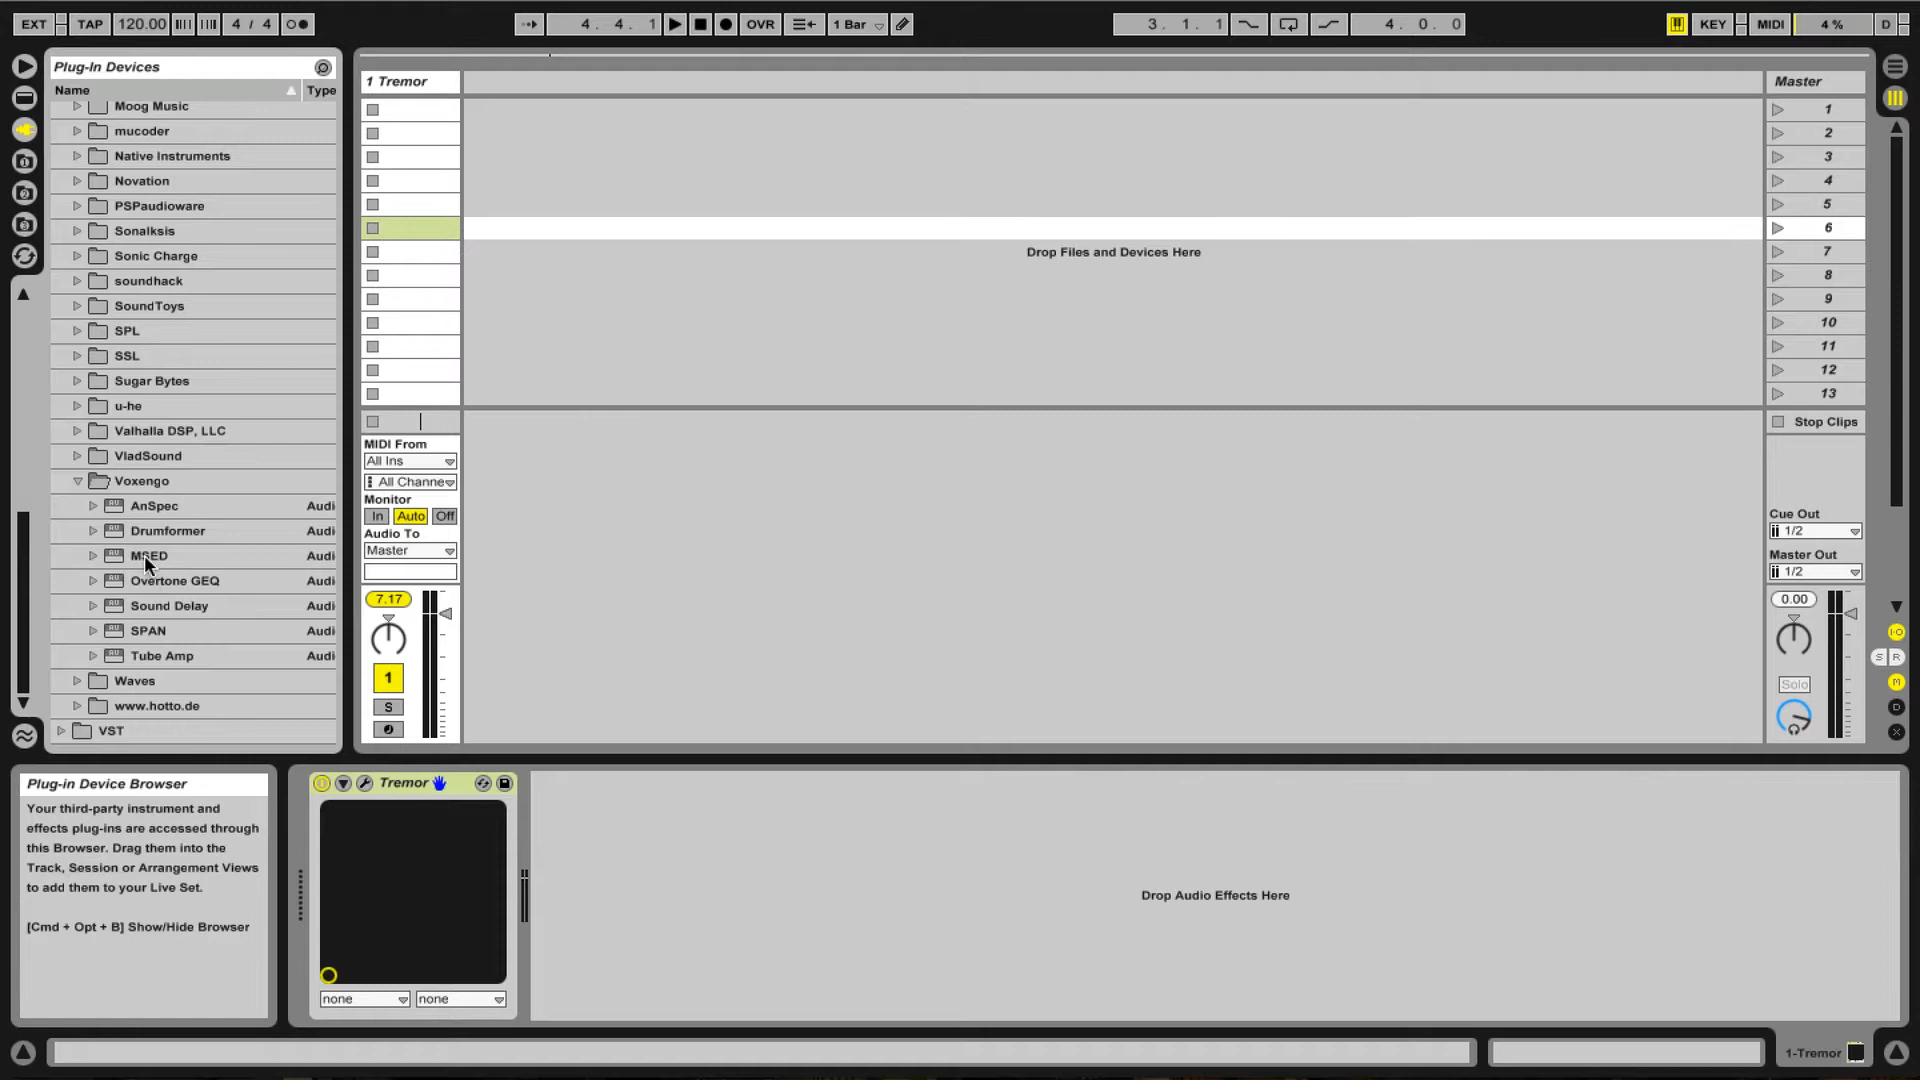 EXT
TAP
120.00
4 / 4
4. 4. 1
OVR
1 Bar
3. 1. 1
4. 0. 0
KEY
MIDI
4 %
D
Plug-In Devices
Name
Type
Moog Music
mucoder
Native Instruments
Novation
PSPaudioware
Sonalksis
Sonic Charge
soundhack
SoundToys
SPL
SSL
Sugar Bytes
u-he
Valhalla DSP, LLC
VladSound
Voxengo
AnSpec Audi
Drumformer Audi
MSED Audi
Overtone GEQ Audi
Sound Delay Audi
SPAN Audi
Tube Amp Audi
Waves
www.hotto.de
VST
1 Tremor
Drop Files and Devices Here
MIDI From
All Ins
All Channe
Monitor
In Auto Off
Audio To
Master
7.17
1
S
Master
1
2
3
4
5
6
7
8
9
10
11
12
13
Stop Clips
Cue Out
1/2
Master Out
1/2
0.00
Solo
I·O
S R
M
D
X
Plug-in Device Browser
Your third-party instrument and
effects plug-ins are accessed through
this Browser. Drag them into the
Track, Session or Arrangement Views
to add them to your Live Set.
[Cmd + Opt + B] Show/Hide Browser
Tremor
none none
Drop Audio Effects Here
1-Tremor